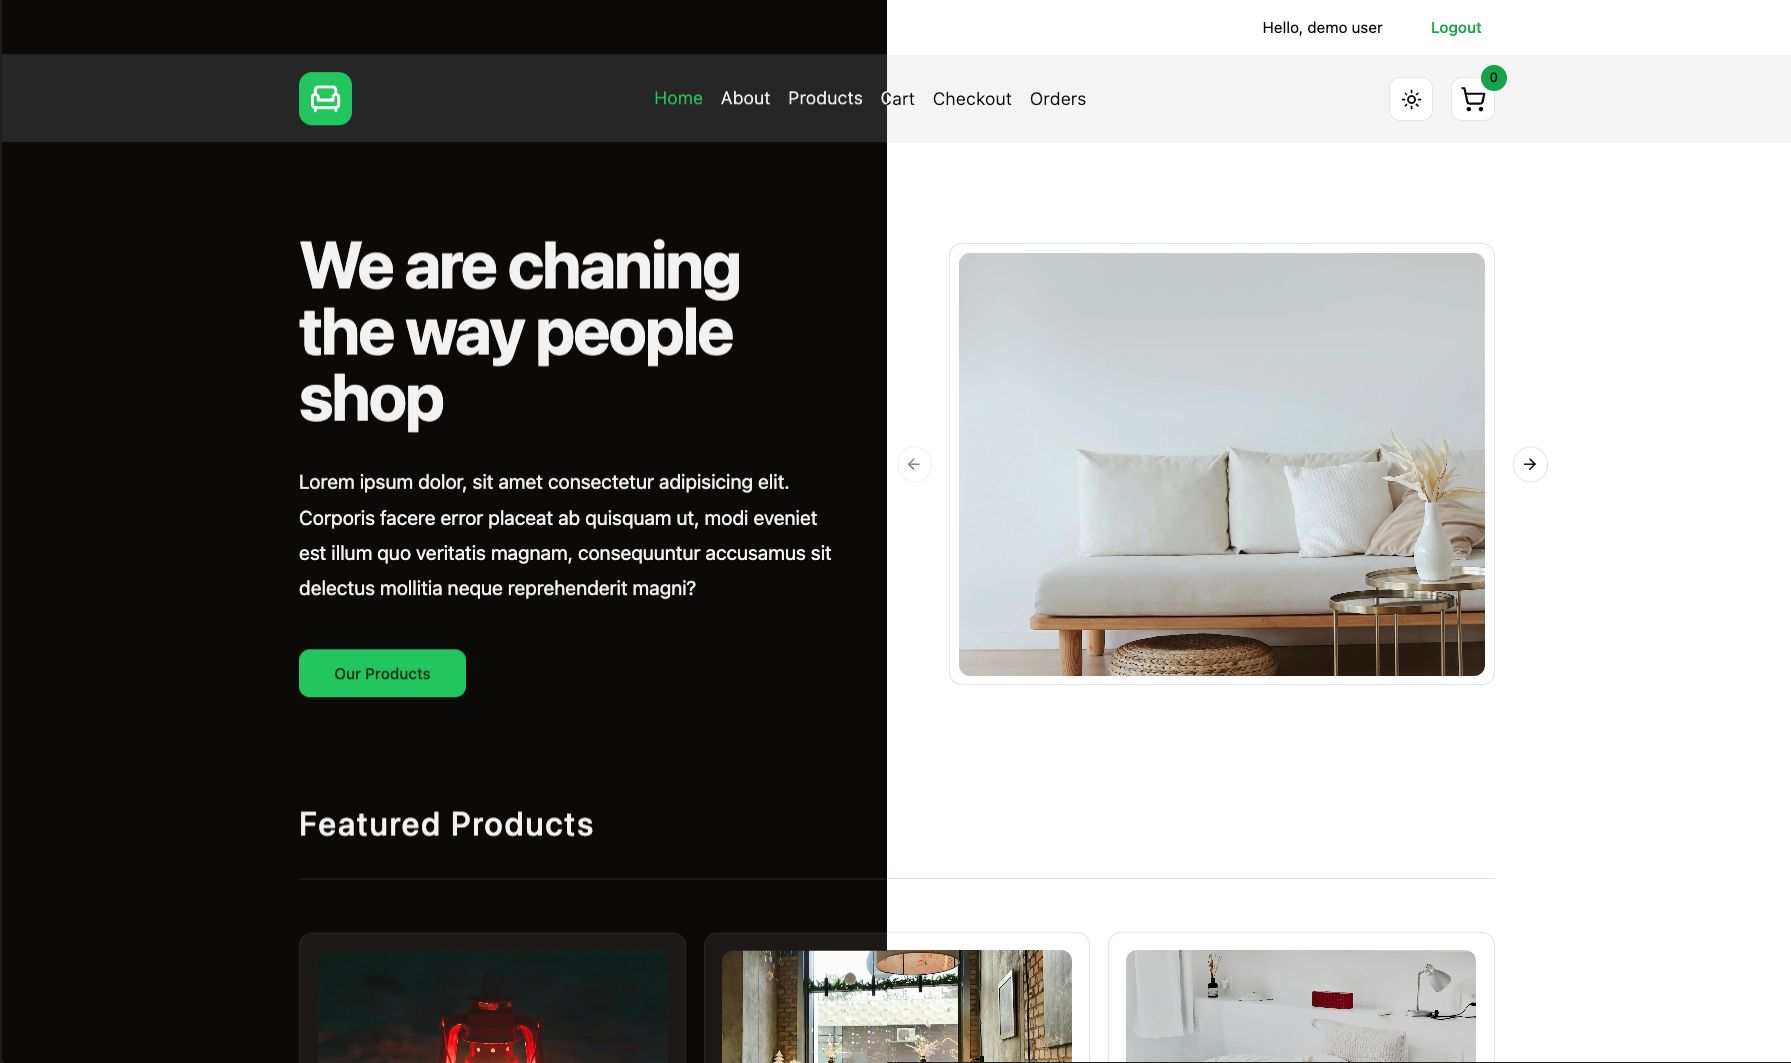 Hello, demo user Logout
Home About Products Cart Checkout Orders 0
We are chaning
the way people
shop
Lorem ipsum dolor, sit amet consectetur adipisicing elit.
Corporis facere error placeat ab quisquam ut, modi eveniet
est illum quo veritatis magnam, consequuntur accusamus sit
delectus mollitia neque reprehenderit magni?
Our Products
Featured Products